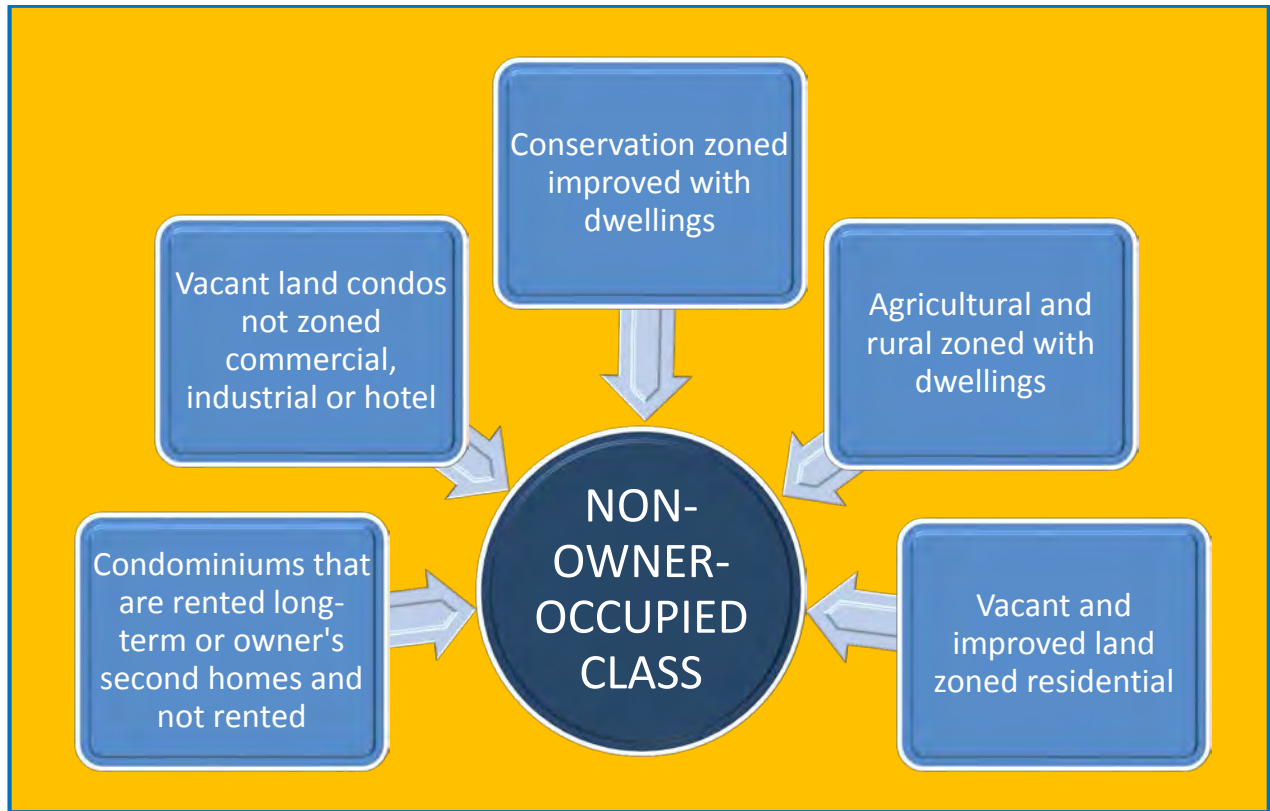 Conservation zoned
improved with
dwellings
Vacant land condos
not zoned
commercial,
industrial or hotel
Agricultural and
rural zoned with
dwellings
Condominiums that
are rented long-
term or owner's
second homes and
not rented
NON-
OWNER-
OCCUPIED
CLASS
Vacant and
improved land
zoned residential